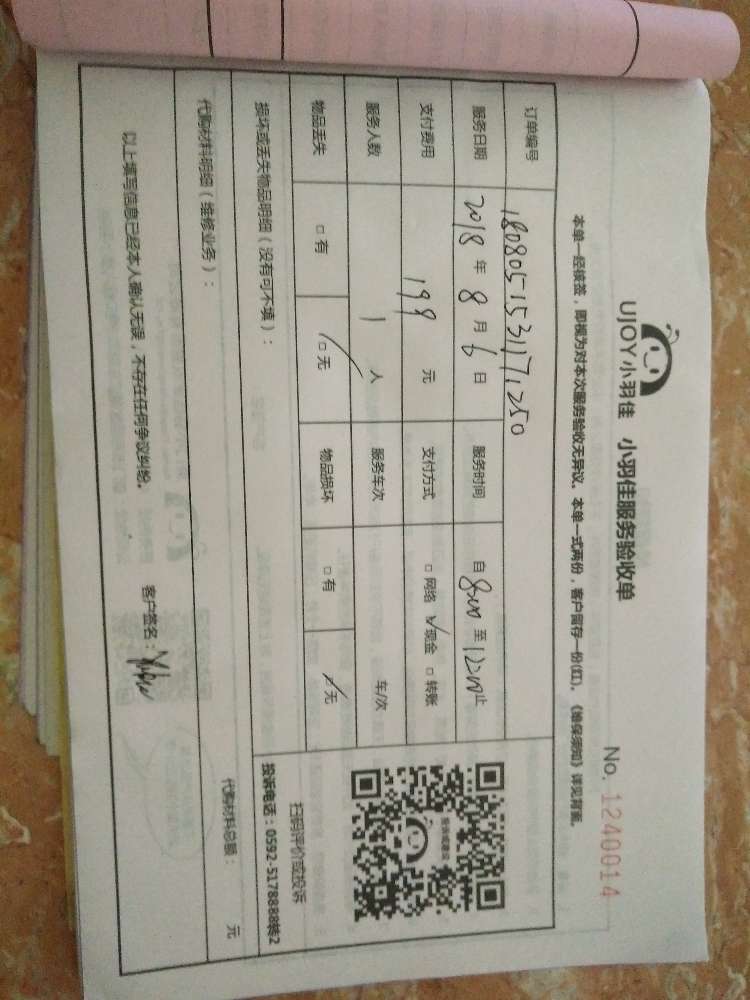 UJOY小羽佳 小羽佳服务验收单
No. 1240014
本单一经核签,即视为对本次服务验收无异议。本单一式两份,客户留存一份(红)。《维保须知》详见背面。
订单编号 180805153117,1250
服务日期 2018 年 8 月 6 日 服务时间 自 8:00 至 12:00 止
支付费用 199 元 支付方式 □ 网络 ✓现金 □ 转账
服务人数 1 人 服务车次 车/次
物品丢失 □ 有 □ 无 物品损坏 □ 有 ✓无
损坏或丢失物品明细(没有可不填):
扫码评价或投诉
投诉电话:0592-5178888转2
代购材料明细(维修业务): 代购材料总额: 元
以上填写信息已经本人确认无误,不存在任何争议纠纷。 客户签名: